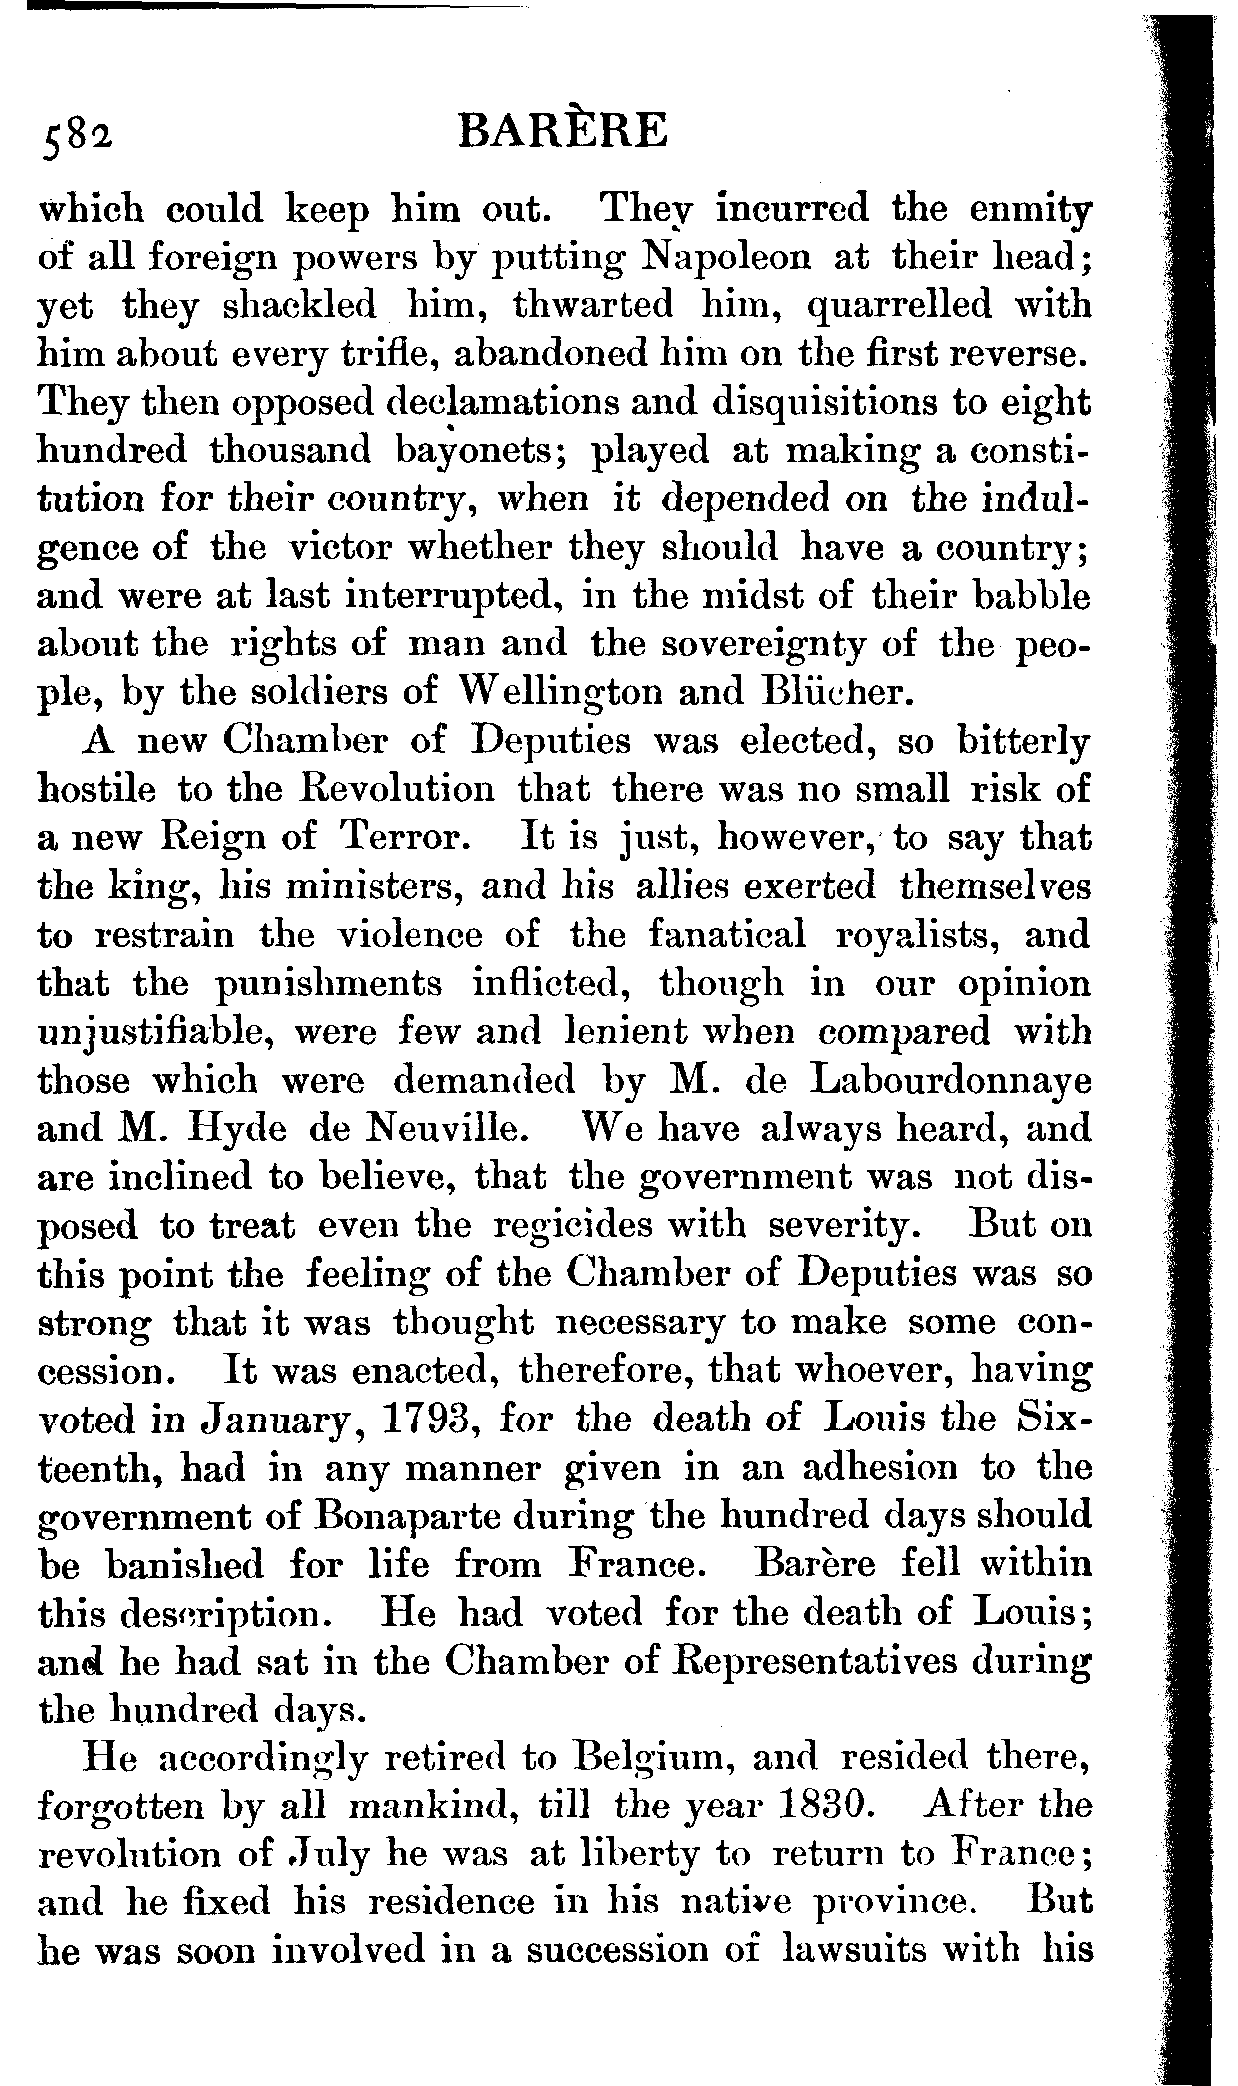 582 BARÈRE
which could keep him out. They incurred the enmity
of all foreign powers by putting Napoleon at their head;
yet they shackled him, thwarted him, quarrelled with
him about every trifle, abandoned him on the first reverse.
They then opposed declamations and disquisitions to eight
hundred thousand bayonets; played at making a consti-
tution for their country, when it depended on the indul-
gence of the victor whether they should have a country;
and were at last interrupted, in the midst of their babble
about the rights of man and the sovereignty of the peo-
ple, by the soldiers of Wellington and Blücher.
A new Chamber of Deputies was elected, so bitterly
hostile to the Revolution that there was no small risk of
a new Reign of Terror. It is just, however, to say that
the king, his ministers, and his allies exerted themselves
to restrain the violence of the fanatical royalists, and
that the punishments inflicted, though in our opinion
unjustifiable, were few and lenient when compared with
those which were demanded by M. de Labourdonnaye
and M. Hyde de Neuville. We have always heard, and
are inclined to believe, that the government was not dis-
posed to treat even the regicides with severity. But on
this point the feeling of the Chamber of Deputies was so
strong that it was thought necessary to make some con-
cession. It was enacted, therefore, that whoever, having
voted in January, 1793, for the death of Louis the Six-
teenth, had in any manner given in an adhesion to the
government of Bonaparte during the hundred days should
be banished for life from France. Barère fell within
this description. He had voted for the death of Louis;
and he had sat in the Chamber of Representatives during
the hundred days.
He accordingly retired to Belgium, and resided there,
forgotten by all mankind, till the year 1830. After the
revolution of July he was at liberty to return to France;
and he fixed his residence in his native province. But
he was soon involved in a succession of lawsuits with his